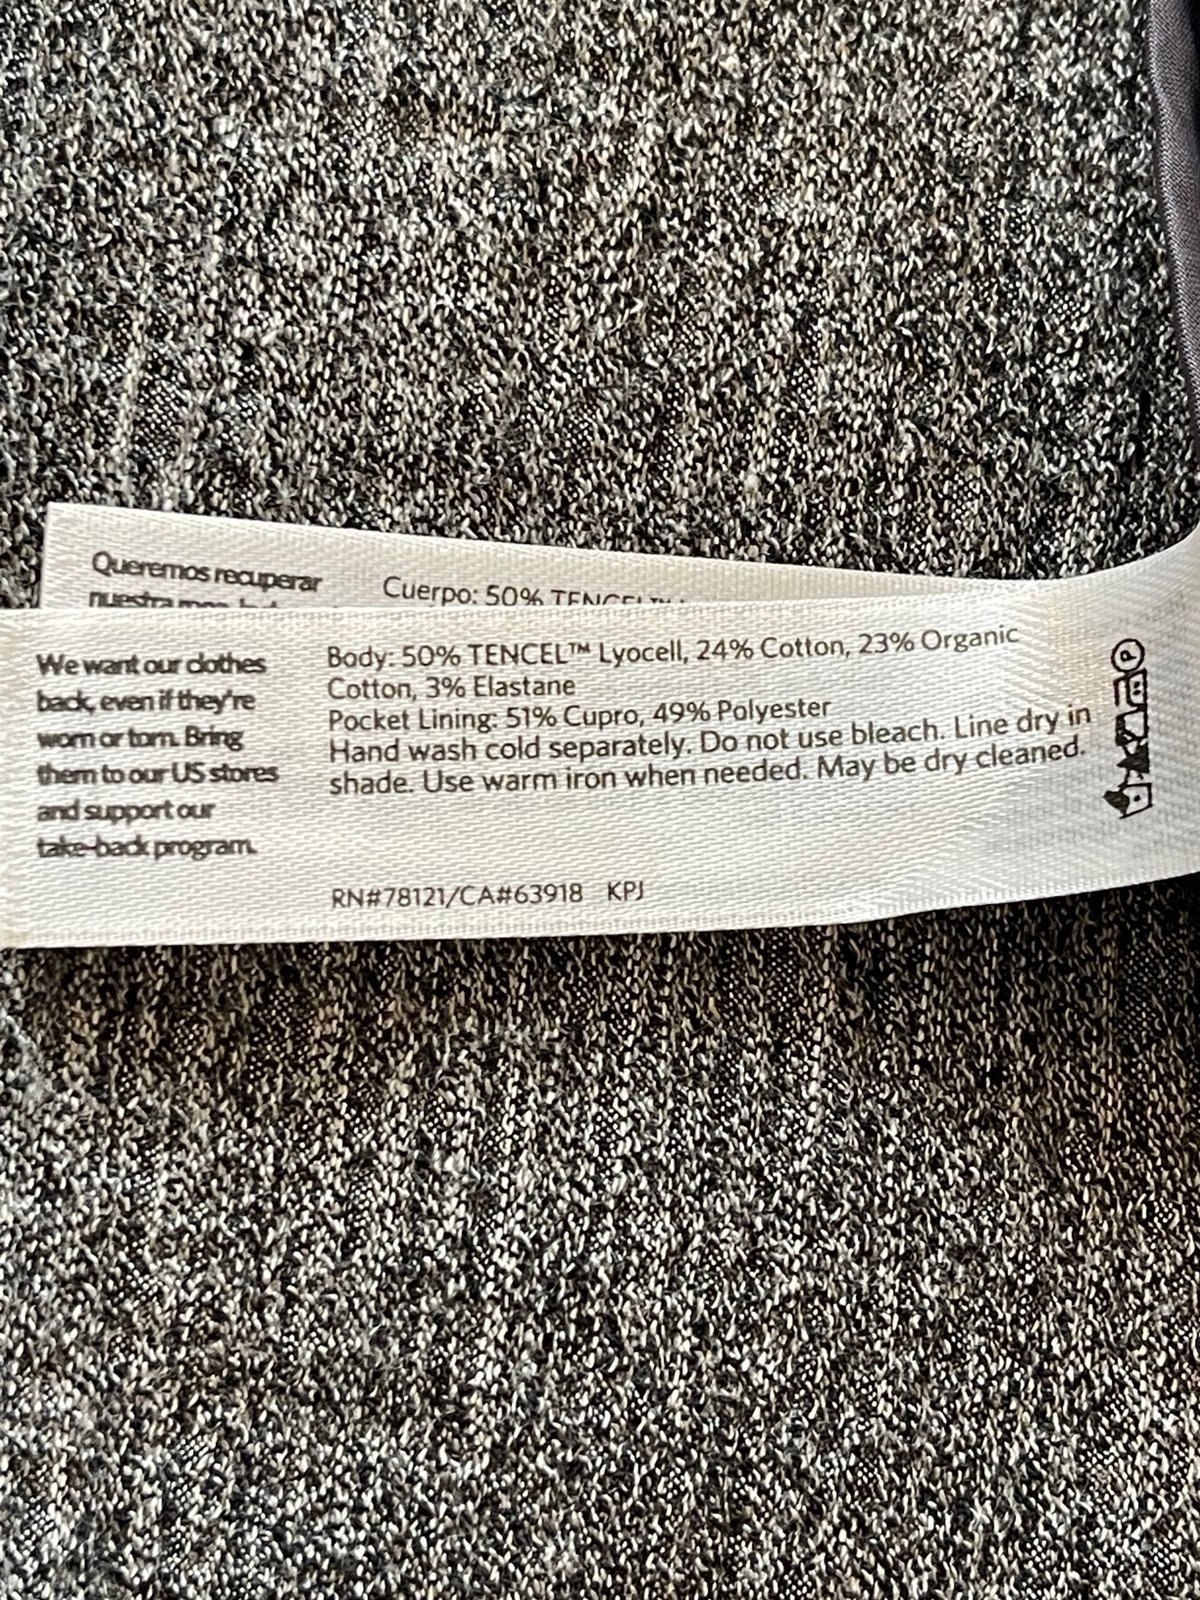 Queremos recuperar
Cuerpo: 50% TENCEL™
We want our clothes
back, even if they're
worn or torn. Bring
them to our US stores
and support our
take-back program.
Body: 50% TENCEL™ Lyocell, 24% Cotton, 23% Organic
Cotton, 3% Elastane
Pocket Lining: 51% Cupro, 49% Polyester
Hand wash cold separately. Do not use bleach. Line dry in
shade. Use warm iron when needed. May be dry cleaned.
RN#78121/CA#63918 KPJ
P